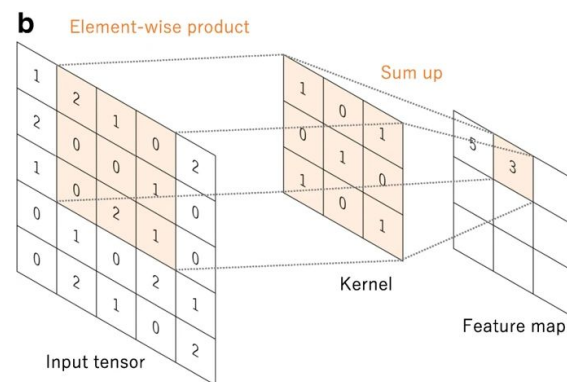 b
Element-wise product
Sum up
1 2 1 0 2
2 0 0 1 0
1 0 2 1 0
0 1 0 2 1
0 2 1 0 2
1 0 1
0 1 0
1 0 1
5 3
Kernel
Feature map
Input tensor